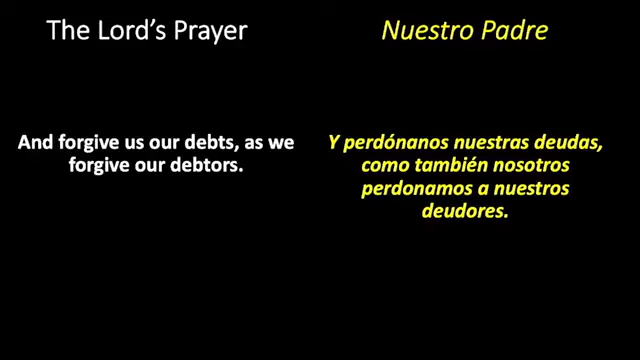 The Lord's Prayer
And forgive us our debts, as we
forgive our debtors.
Nuestro Padre
Y perdónanos nuestras deudas,
como también nosotros
perdonamos a nuestros
deudores.